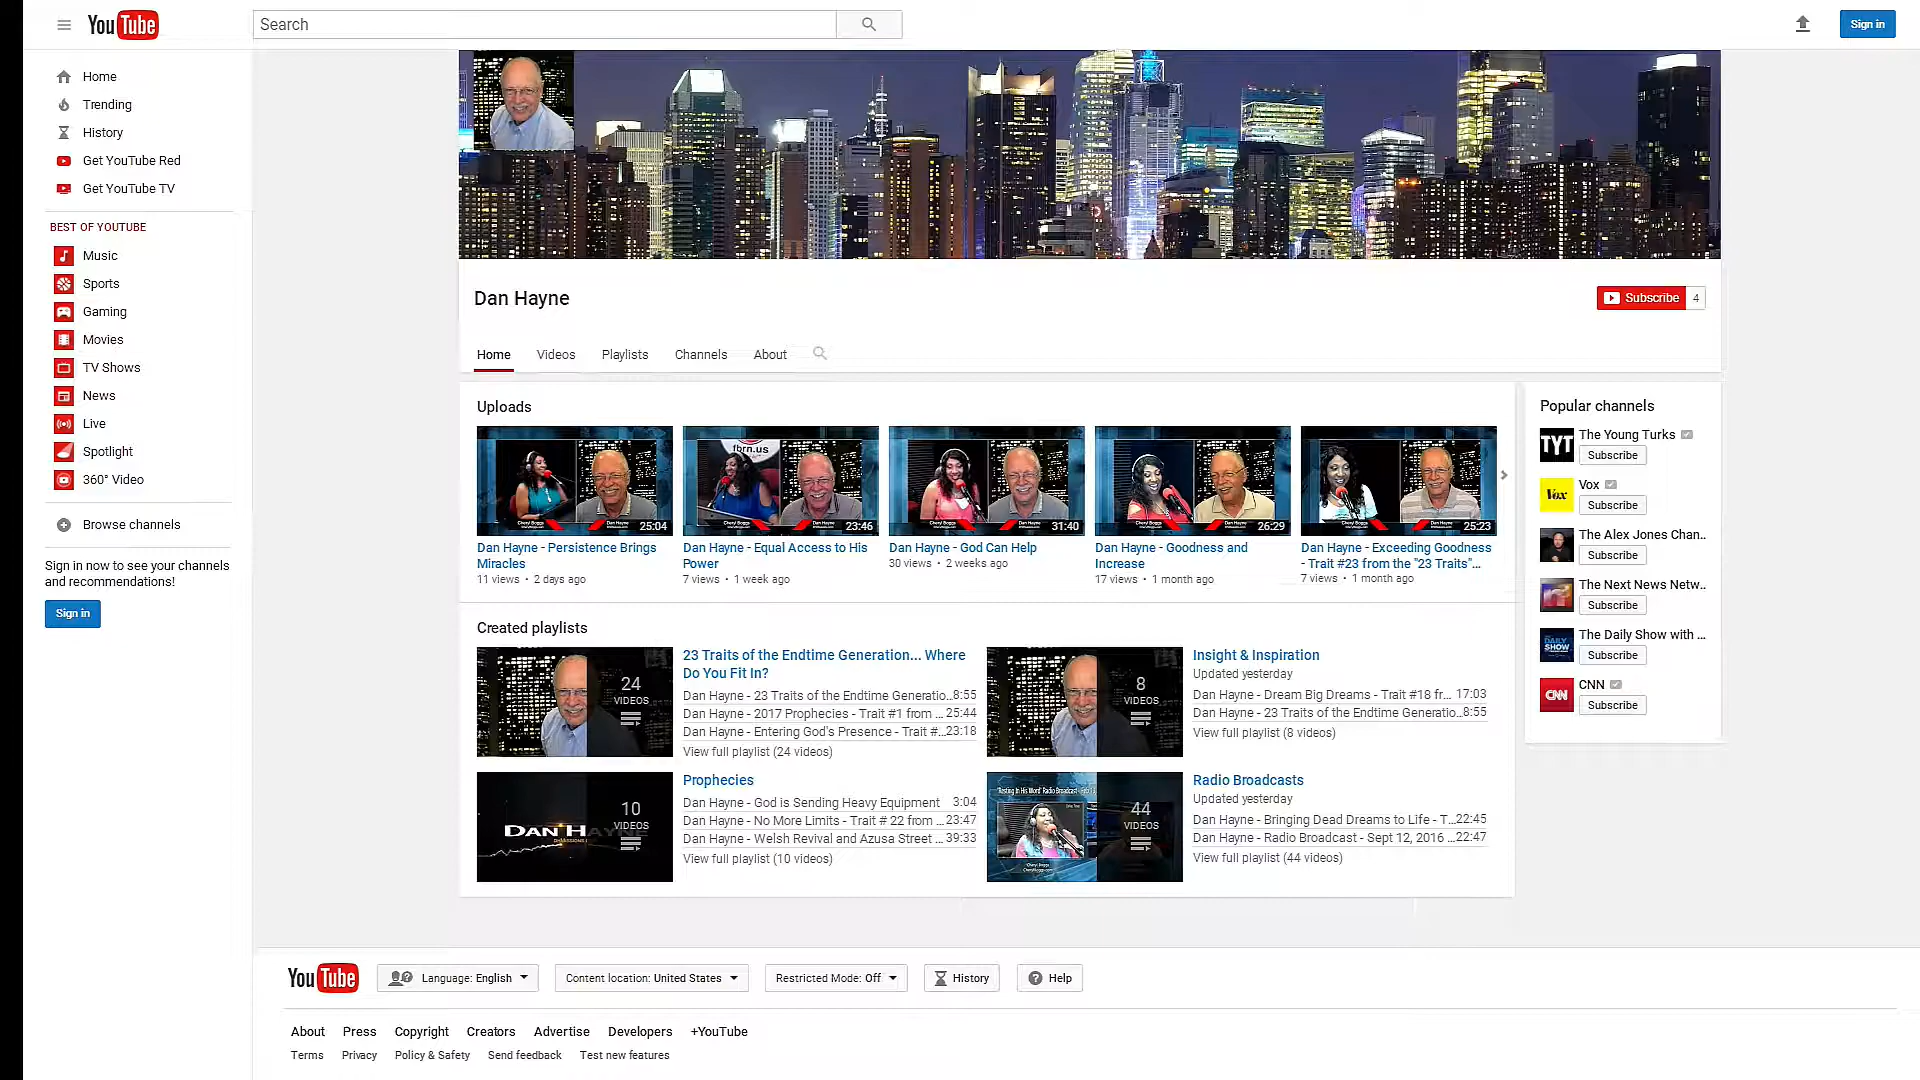 YouTube
Search
Sign in
Home
Trending
History
Get YouTube Red
Get YouTube TV
BEST OF YOUTUBE
Music
Sports
Gaming
Movies
TV Shows
News
Live
Spotlight
360° Video
Browse channels
Sign in now to see your channels
and recommendations!
Sign in
Dan Hayne
Subscribe 4
Home Videos Playlists Channels About
Uploads
fbrn.us
25:04
23:46
31:40
26:29
25:23
Dan Hayne - Persistence Brings
Miracles
11 views • 2 days ago
Dan Hayne - Equal Access to His
Power
7 views • 1 week ago
Dan Hayne - God Can Help
30 views • 2 weeks ago
Dan Hayne - Goodness and
Increase
17 views • 1 month ago
Dan Hayne - Exceeding Goodness
- Trait #23 from the "23 Traits"...
7 views • 1 month ago
Created playlists
24
VIDEOS
23 Traits of the Endtime Generation... Where
Do You Fit In?
Dan Hayne - 23 Traits of the Endtime Generatio... 8:55
Dan Hayne - 2017 Prophecies - Trait #1 from ... 25:44
Dan Hayne - Entering God's Presence - Trait #... 23:18
View full playlist (24 videos)
8
VIDEOS
Insight & Inspiration
Updated yesterday
Dan Hayne - Dream Big Dreams - Trait #18 fr... 17:03
Dan Hayne - 23 Traits of the Endtime Generatio... 8:55
View full playlist (8 videos)
DAN HAYNE
10
VIDEOS
Prophecies
Dan Hayne - God is Sending Heavy Equipment 3:04
Dan Hayne - No More Limits - Trait # 22 from ... 23:47
Dan Hayne - Welsh Revival and Azusa Street ... 39:33
View full playlist (10 videos)
44
VIDEOS
Radio Broadcasts
Updated yesterday
Dan Hayne - Bringing Dead Dreams to Life - T... 22:45
Dan Hayne - Radio Broadcast - Sept 12, 2016 ... 22:47
View full playlist (44 videos)
Popular channels
TYT
The Young Turks
Subscribe
Vox
Vox
Subscribe
The Alex Jones Chan..
Subscribe
The Next News Netw..
Subscribe
DAILY
SHOW
The Daily Show with ...
Subscribe
CNN
CNN
Subscribe
YouTube
Language: English
Content location: United States
Restricted Mode: Off
History
Help
About Press Copyright Creators Advertise Developers +YouTube
Terms Privacy Policy & Safety Send feedback Test new features